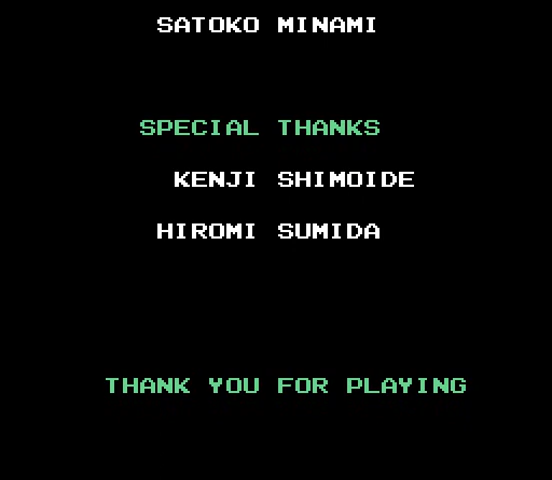 SATOKO MINAMI
SPECIAL THANKS
KENJI SHIMOIDE
HIROMI SUMIDA
THANK YOU FOR PLAYING